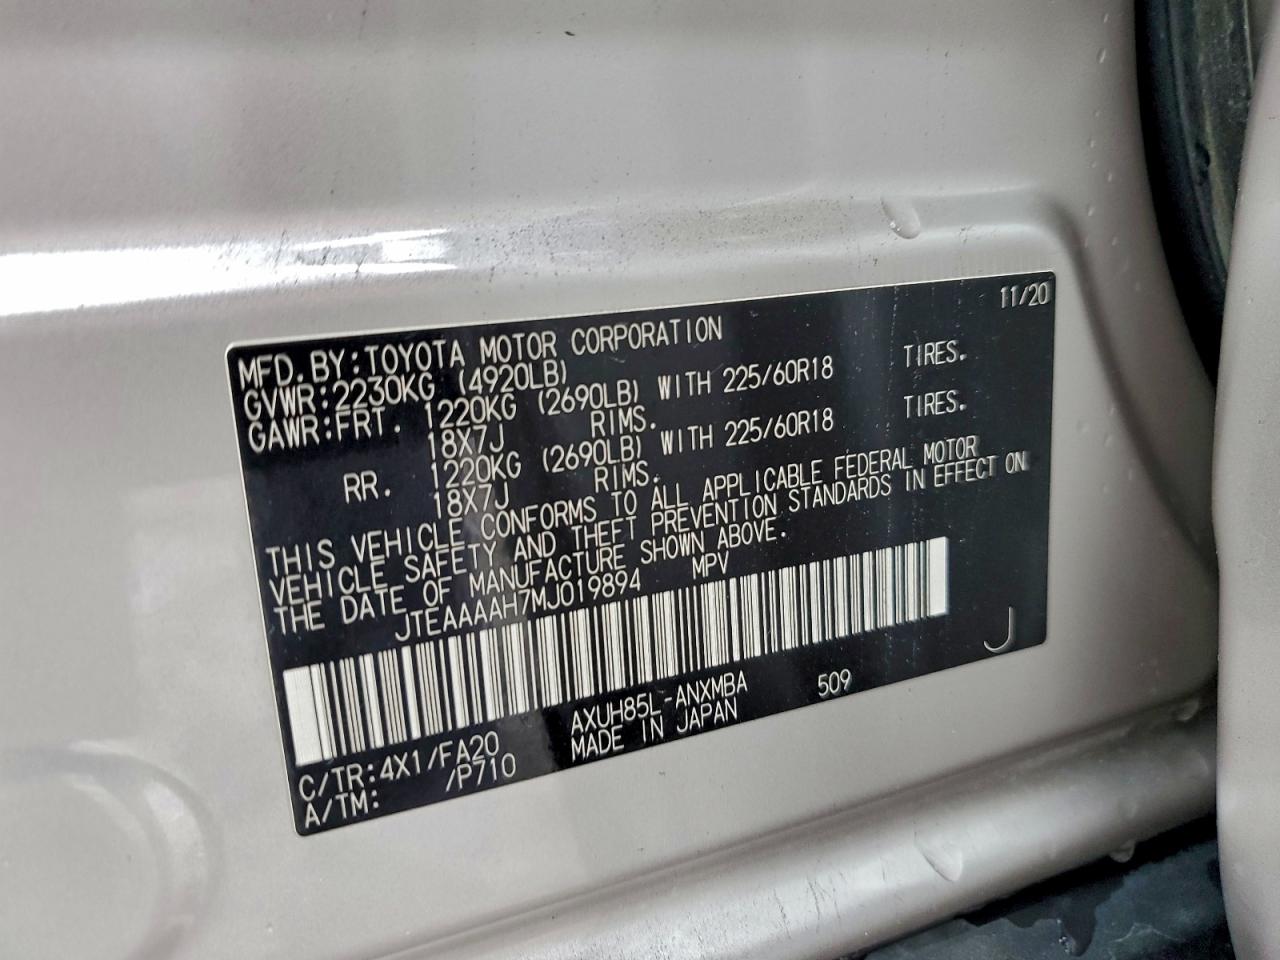 11/20
MFD.BY:TOYOTA MOTOR CORPORATION
GVWR:2230KG (4920LB)
GAWR:FRT. 1220KG (2690LB) WITH 225/60R18 TIRES.
18X7J RIMS.
RR. 1220KG (2690LB) WITH 225/60R18 TIRES.
18X7J RIMS.
THIS VEHICLE CONFORMS TO ALL APPLICABLE FEDERAL MOTOR
VEHICLE SAFETY AND THEFT PREVENTION STANDARDS IN EFFECT ON
THE DATE OF MANUFACTURE SHOWN ABOVE.
JTEAAAAH7MJ019894 MPV
C/TR:4X1/FA20 AXUH85L-ANXMBA 509
A/TM: /P710 MADE IN JAPAN
J